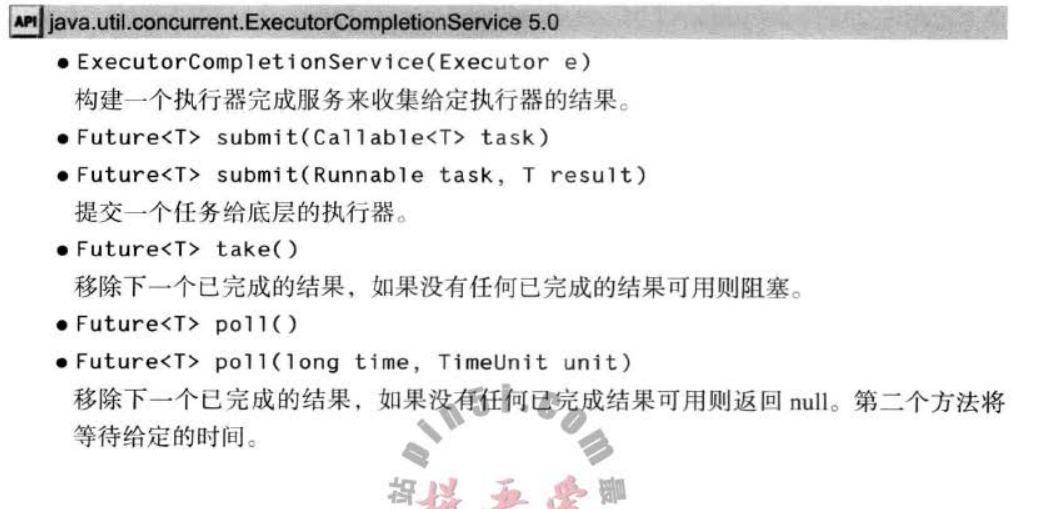 API java.util.concurrent.ExecutorCompletionService 5.0
● ExecutorCompletionService(Executor e)
构建一个执行器完成服务来收集给定执行器的结果。
● Future<T> submit(Callable<T> task)
● Future<T> submit(Runnable task, T result)
提交一个任务给底层的执行器。
● Future<T> take()
移除下一个已完成的结果，如果没有任何已完成的结果可用则阻塞。
● Future<T> poll()
● Future<T> poll(long time, TimeUnit unit)
移除下一个已完成的结果，如果没有任何已完成结果可用则返回 null。第二个方法将
等待给定的时间。
pin51.com